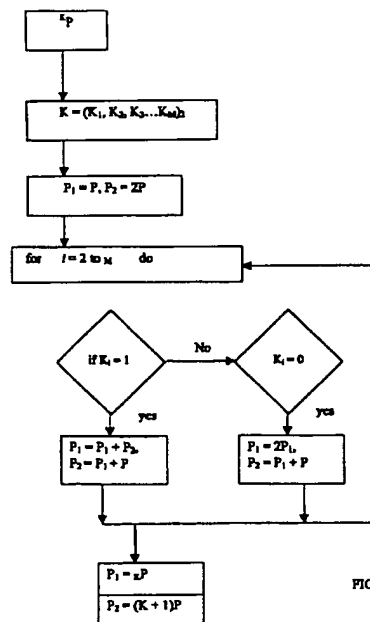 ᴷP
K = (K₁, K₂, K₃...K_M)₂
P₁ = P, P₂ = 2P
for i = 2 to M do
if Kᵢ = 1
No
Kᵢ = 0
yes
yes
P₁ = P₁ + P₂,
P₂ = P₁ + P
P₁ = 2P₁,
P₂ = P₁ + P
P₁ = ₖP
P₂ = (K + 1)P
FIG